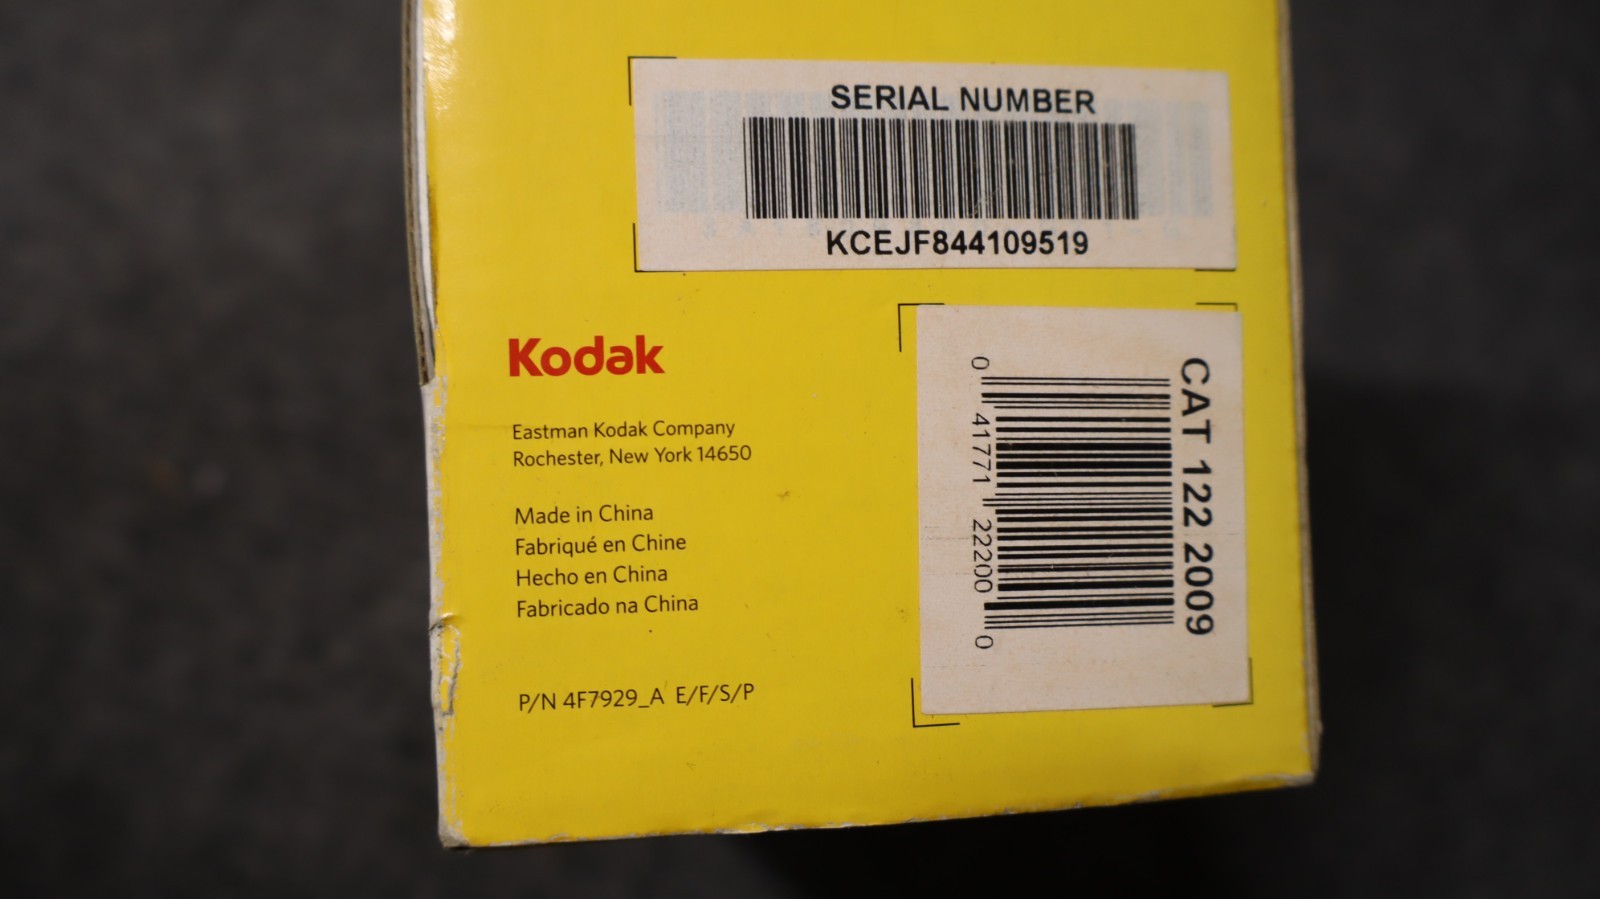 SERIAL NUMBER
KCEJF844109519
Kodak
Eastman Kodak Company
Rochester, New York 14650
Made in China
Fabriqué en Chine
Hecho en China
Fabricado na China
P/N 4F7929_A E/F/S/P
CAT 122 2009
0 41771 22200 0